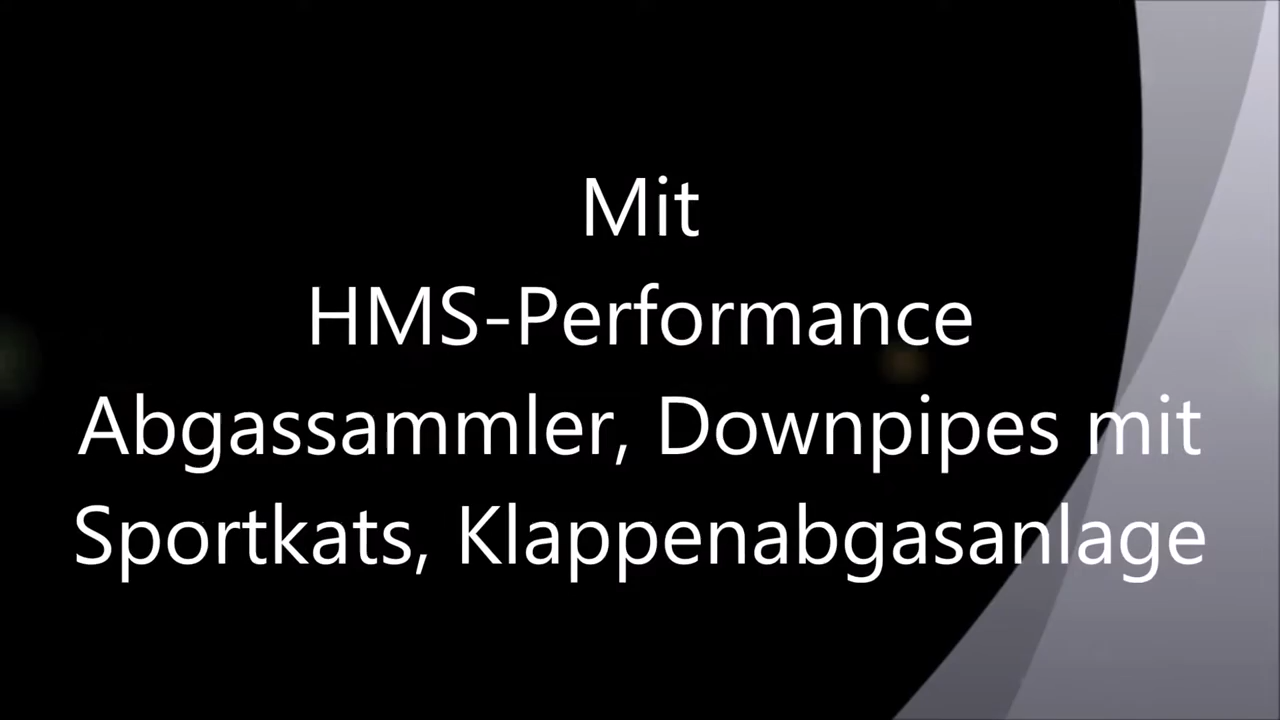 Mit
HMS-Performance
Abgassammler, Downpipes mit
Sportkats, Klappenabgasanlage